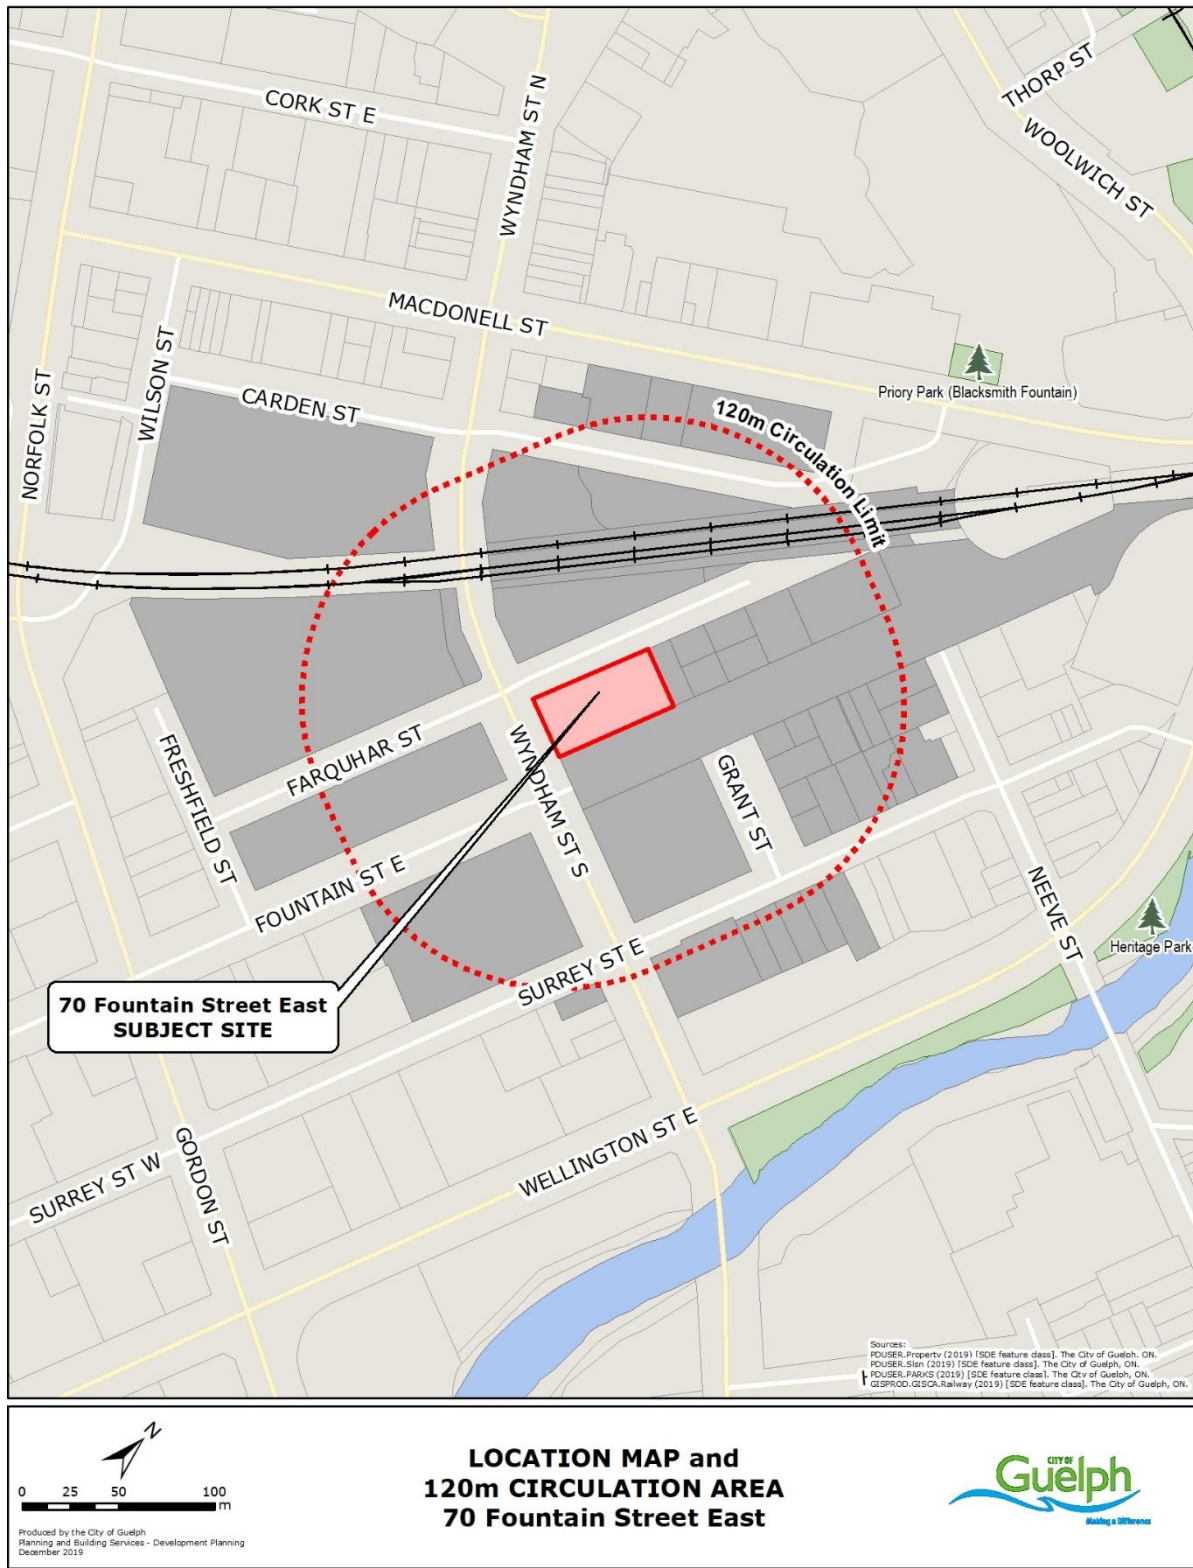 CORK ST E
WYNDHAM ST N
THORP ST
WOOLWICH ST
MACDONELL ST
NORFOLK ST
WILSON ST
CARDEN ST
Priory Park (Blacksmith Fountain)
120m Circulation Limit
FARQUHAR ST
FRESHFIELD ST
WYNDHAM ST S
GRANT ST
FOUNTAIN ST E
NEEVE ST
Heritage Park
SURREY ST E
70 Fountain Street East
SUBJECT SITE
WELLINGTON ST E
SURREY ST W
GORDON ST
Sources:
PDUSER.Property (2019) [SDE feature class]. The City of Guelph, ON.
PDUSER.Slsn (2019) [SDE feature class]. The City of Guelph, ON.
PDUSER.PARKS (2019) [SDE feature class]. The City of Guelph, ON.
GISPROD.GISCA.Railway (2019) [SDE feature class]. The City of Guelph, ON.
N
0 25 50 100
m
Produced by the City of Guelph
Planning and Building Services - Development Planning
December 2019
LOCATION MAP and
120m CIRCULATION AREA
70 Fountain Street East
CITY OF
Guelph
Making a Difference